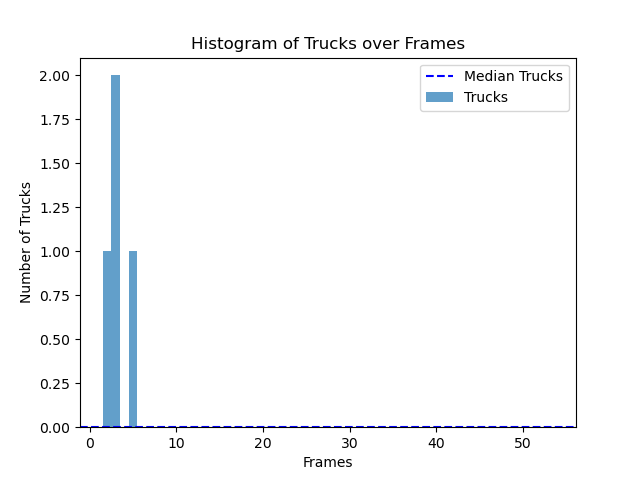 Histogram of Trucks over Frames
Median Trucks
Trucks
Number of Trucks
2.00
1.75
1.50
1.25
1.00
0.75
0.50
0.25
0.00
0 10 20 30 40 50
Frames